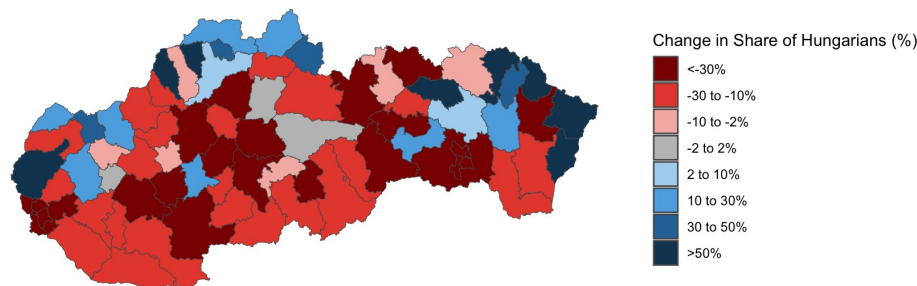 Change in Share of Hungarians (%)
<-30%
-30 to -10%
-10 to -2%
-2 to 2%
2 to 10%
10 to 30%
30 to 50%
>50%